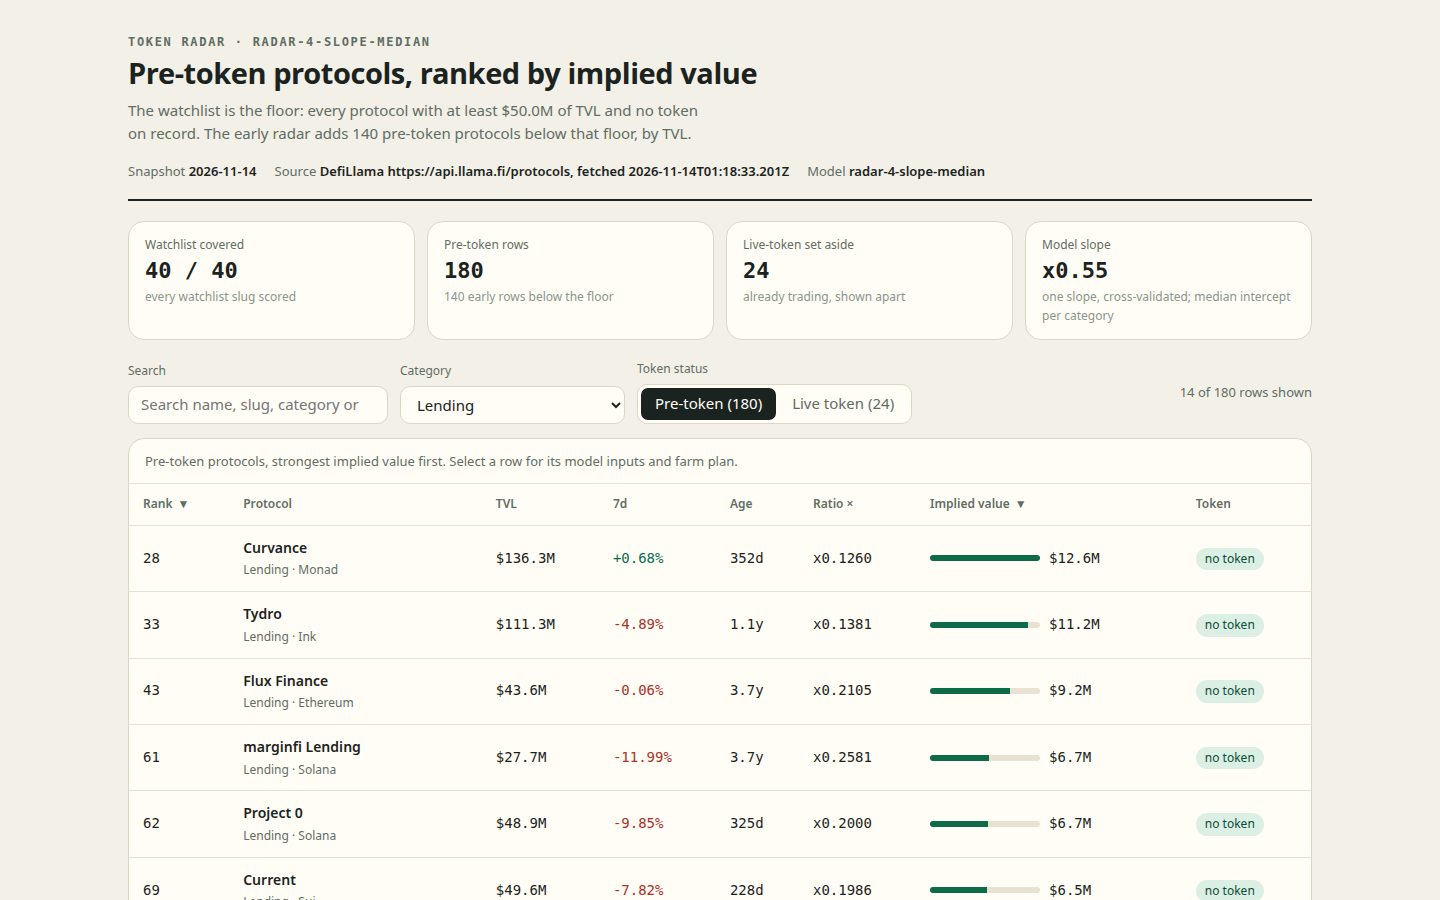 TOKEN RADAR · RADAR-4-SLOPE-MEDIAN
Pre-token protocols, ranked by implied value
The watchlist is the floor: every protocol with at least $50.0M of TVL and no token
on record. The early radar adds 140 pre-token protocols below that floor, by TVL.
Snapshot 2026-11-14 Source DefiLlama https://api.llama.fi/protocols, fetched 2026-11-14T01:18:33.201Z Model radar-4-slope-median
Watchlist covered
40 / 40
every watchlist slug scored
Pre-token rows
180
140 early rows below the floor
Live-token set aside
24
already trading, shown apart
Model slope
x0.55
one slope, cross-validated; median intercept
per category
Search
Search name, slug, category or
Category
Lending
Token status
Pre-token (180) Live token (24)
14 of 180 rows shown
Pre-token protocols, strongest implied value first. Select a row for its model inputs and farm plan.
Rank ▼ Protocol TVL 7d Age Ratio × Implied value ▼ Token
28 Curvance $136.3M +0.68% 352d x0.1260 $12.6M no token
Lending · Monad
33 Tydro $111.3M -4.89% 1.1y x0.1381 $11.2M no token
Lending · Ink
43 Flux Finance $43.6M -0.06% 3.7y x0.2105 $9.2M no token
Lending · Ethereum
61 marginfi Lending $27.7M -11.99% 3.7y x0.2581 $6.7M no token
Lending · Solana
62 Project 0 $48.9M -9.85% 325d x0.2000 $6.7M no token
Lending · Solana
69 Current $49.6M -7.82% 228d x0.1986 $6.5M no token